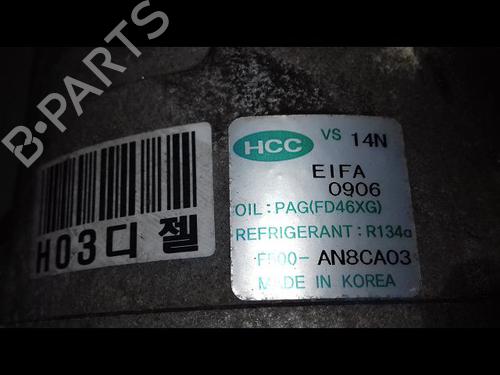 B-PARTS
HCC VS 14N
EIFA
0906
OIL:PAG(FD46XG)
REFRIGERANT:R134a
F500-AN8CA03
MADE IN KOREA
H03디젤